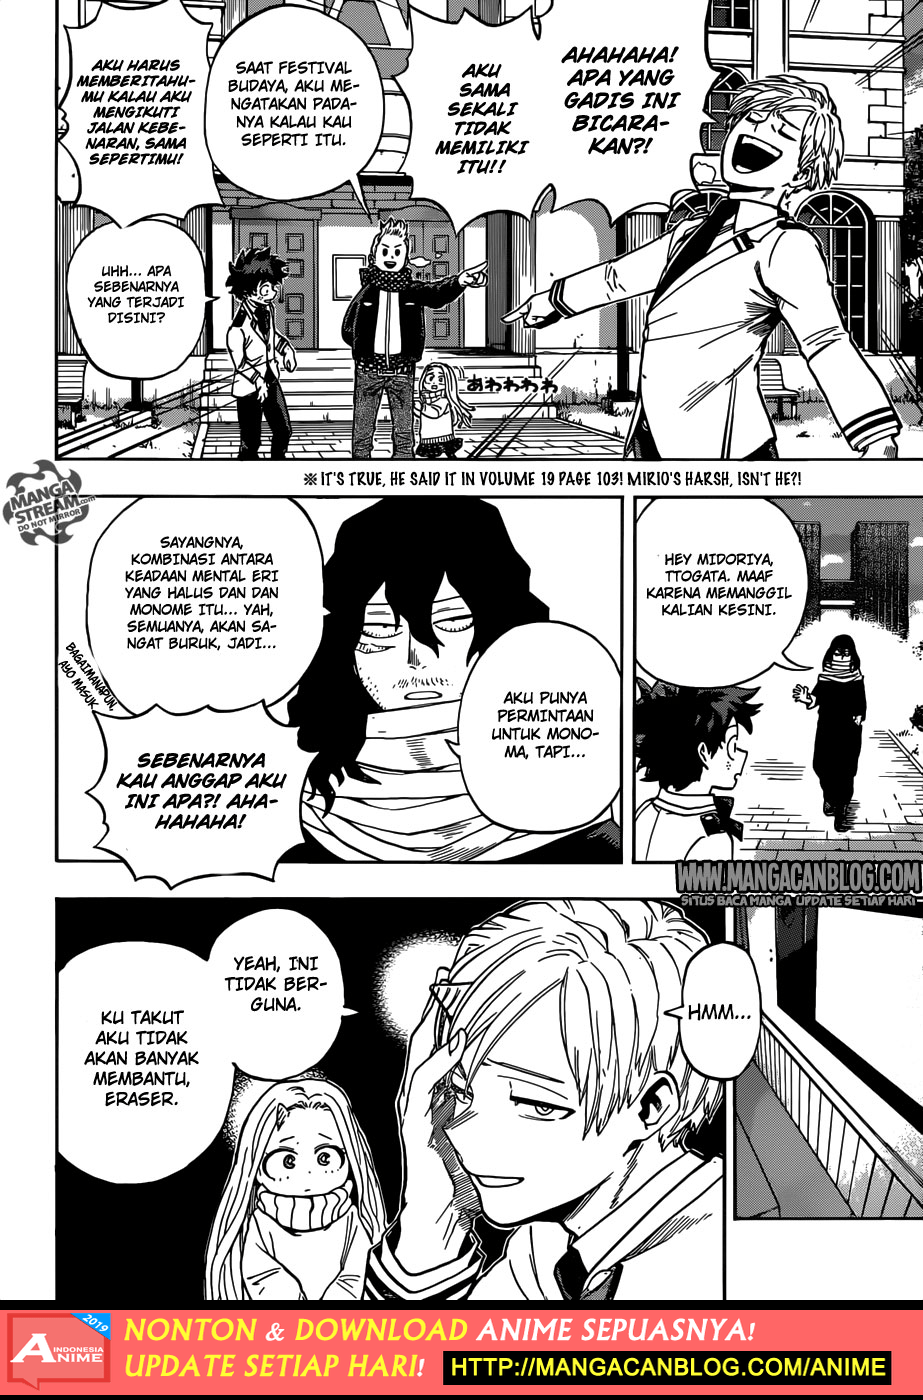 AHAHAHA!
APA YANG
GADIS INI
BICARA-
KAN?!
AKU
SAMA
SEKALI
TIDAK
MEMILIKI
ITU!!
SAAT FESTIVAL
BUDAYA, AKU ME-
NGATAKAN PADA-
NYA KALAU KAU
SEPERTI ITU.
AKU HARUS
MEMBERITAHU-
MU KALAU AKU
MENGIKUTI
JALAN KEBE-
NARAN, SAMA
SEPERTIMU!
UHH... APA
SEBENARNYA
YANG TERJADI
DISINI?
あわわわわ
※ IT'S TRUE, HE SAID IT IN VOLUME 19 PAGE 103! MIRIO'S HARSH, ISN'T HE?!
MANGA
STREAM.com
DO NOT MIRROR
HEY MIDORIYA,
TTOGATA. MAAF
KARENA MEMANGGIL
KALIAN KESINI.
AKU PUNYA
PERMINTAAN
UNTUK MONO-
MA, TAPI...
SAYANGNYA,
KOMBINASI ANTARA
KEADAAN MENTAL ERI
YANG HALUS DAN DAN
MONOME ITU... YAH,
SEMUANYA, AKAN SA-
NGAT BURUK, JADI...
BAGAIMANAPUN,
AYO MASUK
SEBENARNYA
KAU ANGGAP AKU
INI APA?! AHA-
HAHAHA!
WWW.MANGACANBLOG.COM
SITUS BACA MANGA UPDATE SETIAP HARI
HMM...
YEAH, INI
TIDAK BER-
GUNA.
KU TAKUT
AKU TIDAK
AKAN BANYAK
MEMBANTU,
ERASER.
2019
A
INDONESIA
ANIME
NONTON & DOWNLOAD ANIME SEPUASNYA!
UPDATE SETIAP HARI! HTTP://MANGACANBLOG.COM/ANIME